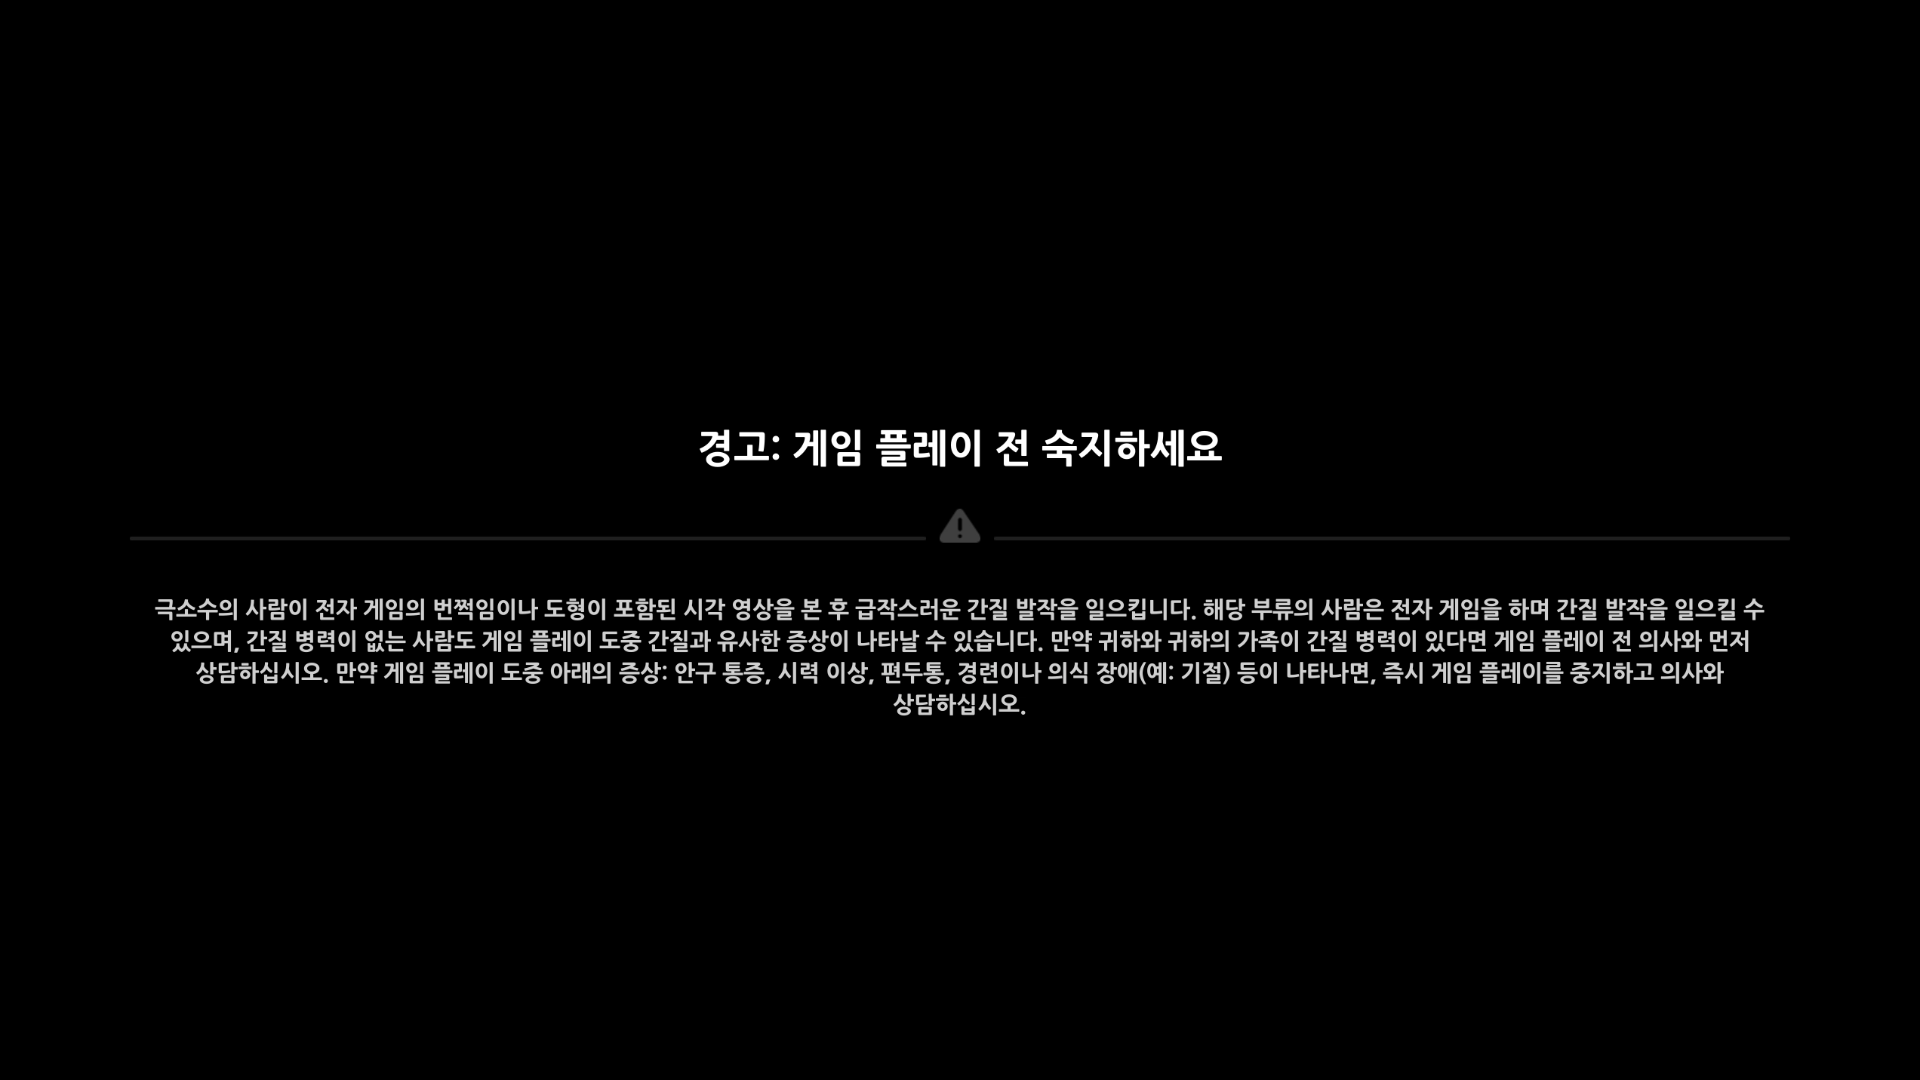 경고: 게임 플레이 전 숙지하세요
극소수의 사람이 전자 게임의 번쩍임이나 도형이 포함된 시각 영상을 본 후 급작스러운 간질 발작을 일으킵니다. 해당 부류의 사람은 전자 게임을 하며 간질 발작을 일으킬 수
있으며, 간질 병력이 없는 사람도 게임 플레이 도중 간질과 유사한 증상이 나타날 수 있습니다. 만약 귀하와 귀하의 가족이 간질 병력이 있다면 게임 플레이 전 의사와 먼저
상담하십시오. 만약 게임 플레이 도중 아래의 증상: 안구 통증, 시력 이상, 편두통, 경련이나 의식 장애(예: 기절) 등이 나타나면, 즉시 게임 플레이를 중지하고 의사와
상담하십시오.